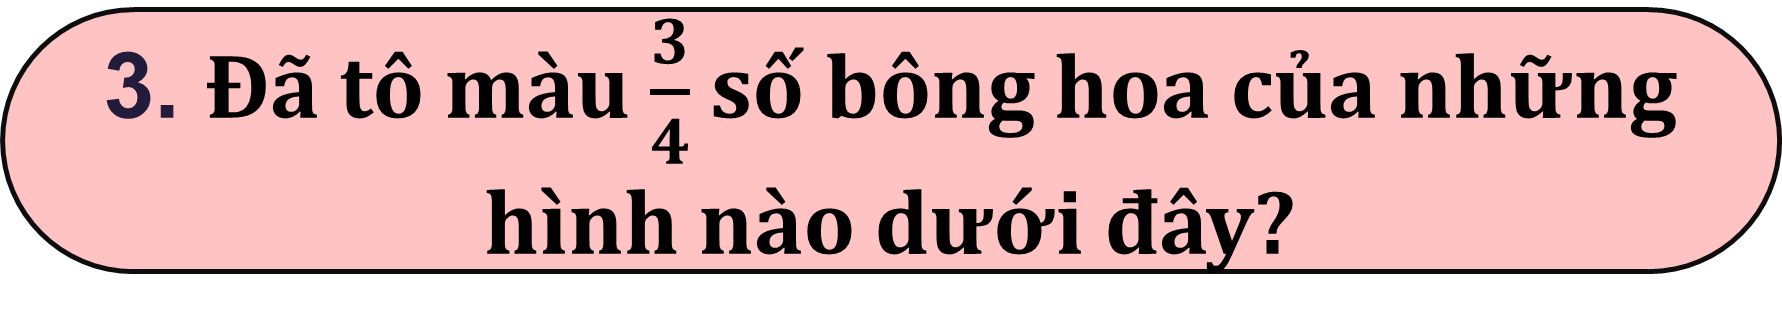 3. Đã tô màu 3/4 số bông hoa của những
hình nào dưới đây?